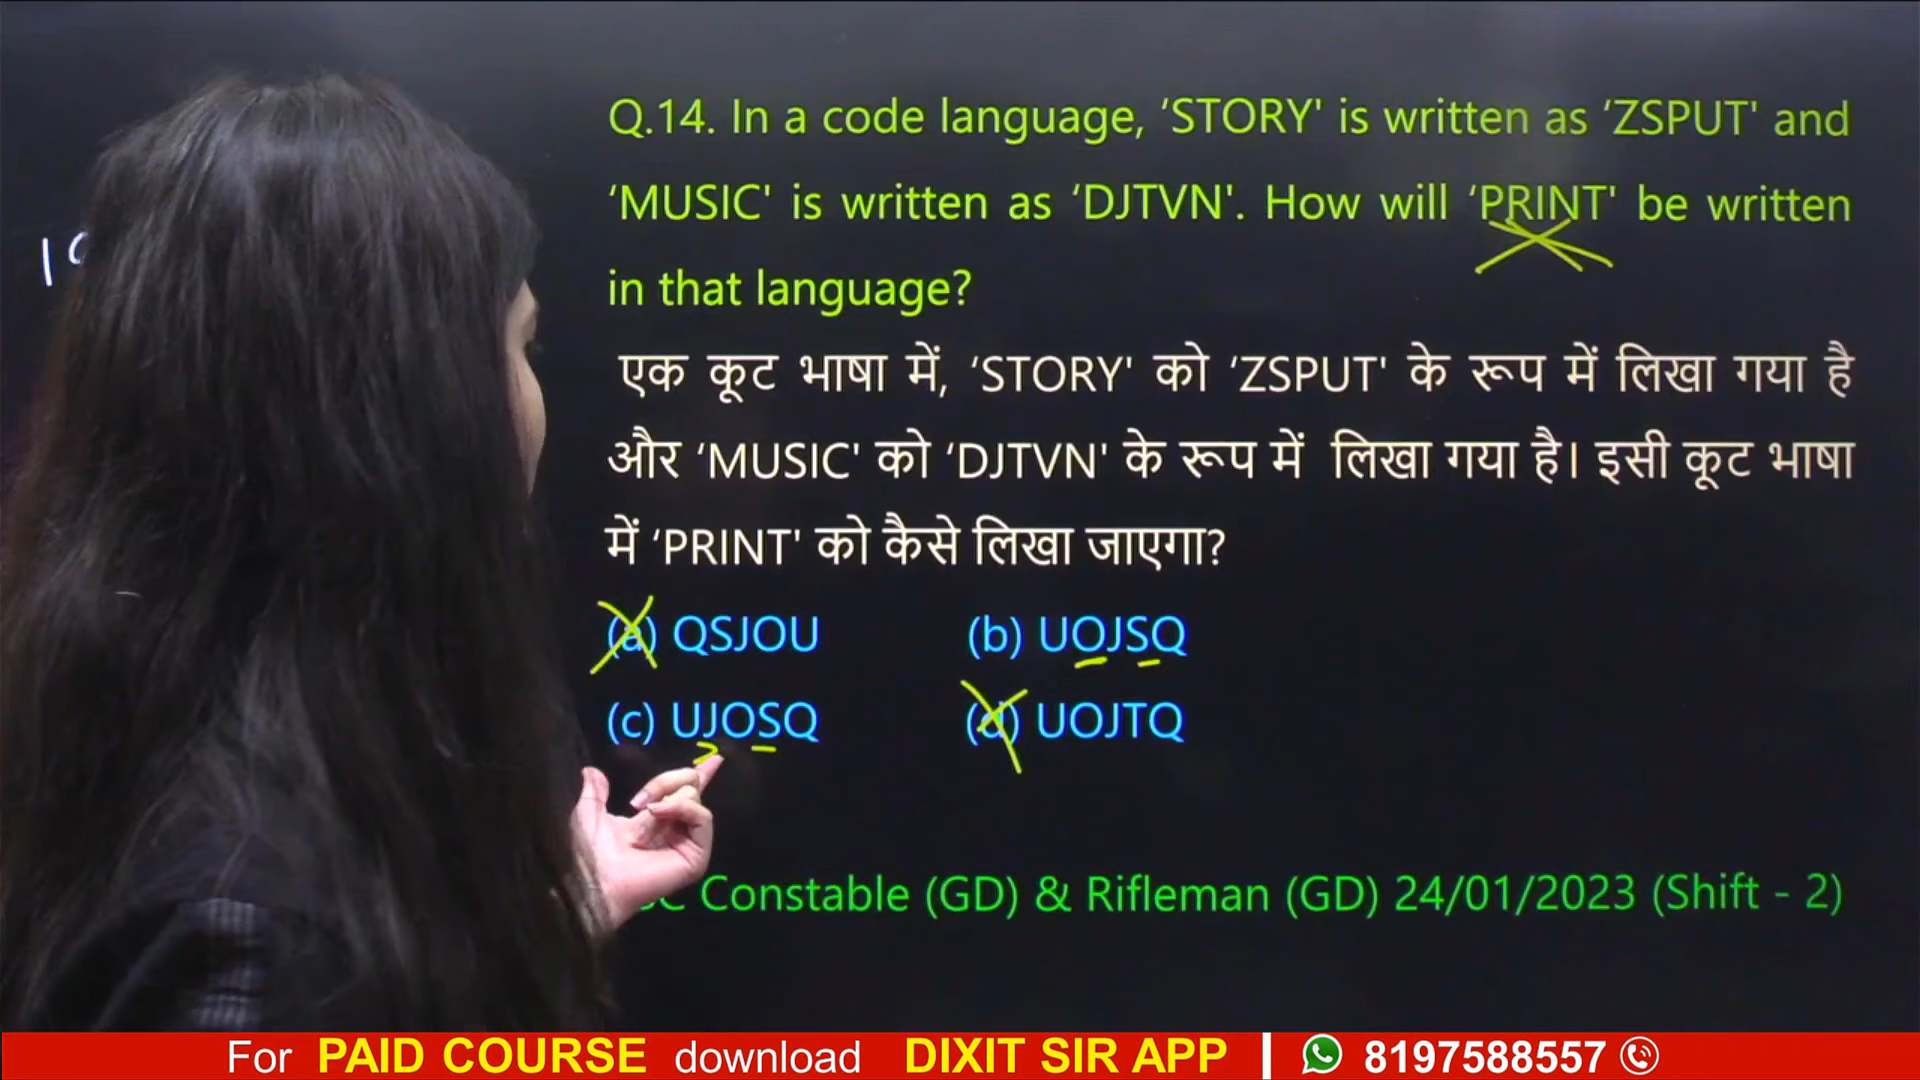 Q.14. In a code language, ‘STORY' is written as ‘ZSPUT' and
‘MUSIC' is written as ‘DJTVN'. How will ‘PRINT' be written
in that language?
एक कूट भाषा में, ‘STORY' को ‘ZSPUT' के रूप में लिखा गया है
और ‘MUSIC' को ‘DJTVN' के रूप में लिखा गया है। इसी कूट भाषा
में ‘PRINT' को कैसे लिखा जाएगा?
(a) QSJOU (b) UOJSQ
(c) UJOSQ (d) UOJTQ
Constable (GD) & Rifleman (GD) 24/01/2023 (Shift - 2)
For PAID COURSE download DIXIT SIR APP | 8197588557